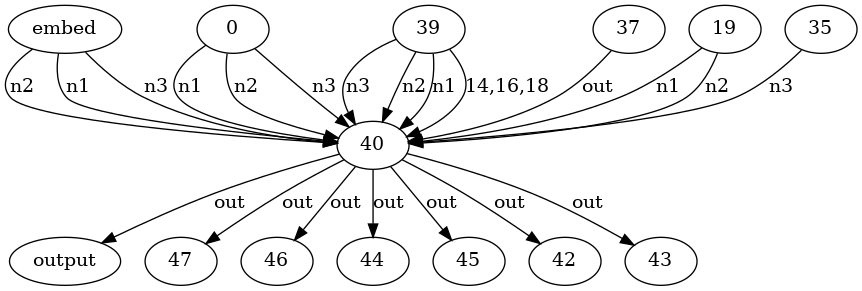 embed 0 39 37 19 35
n2 n1 n3 n1 n2 n3 n3 n2 n1 14,16,18 out n1 n2 n3
40
out out out out out out out
output 47 46 44 45 42 43